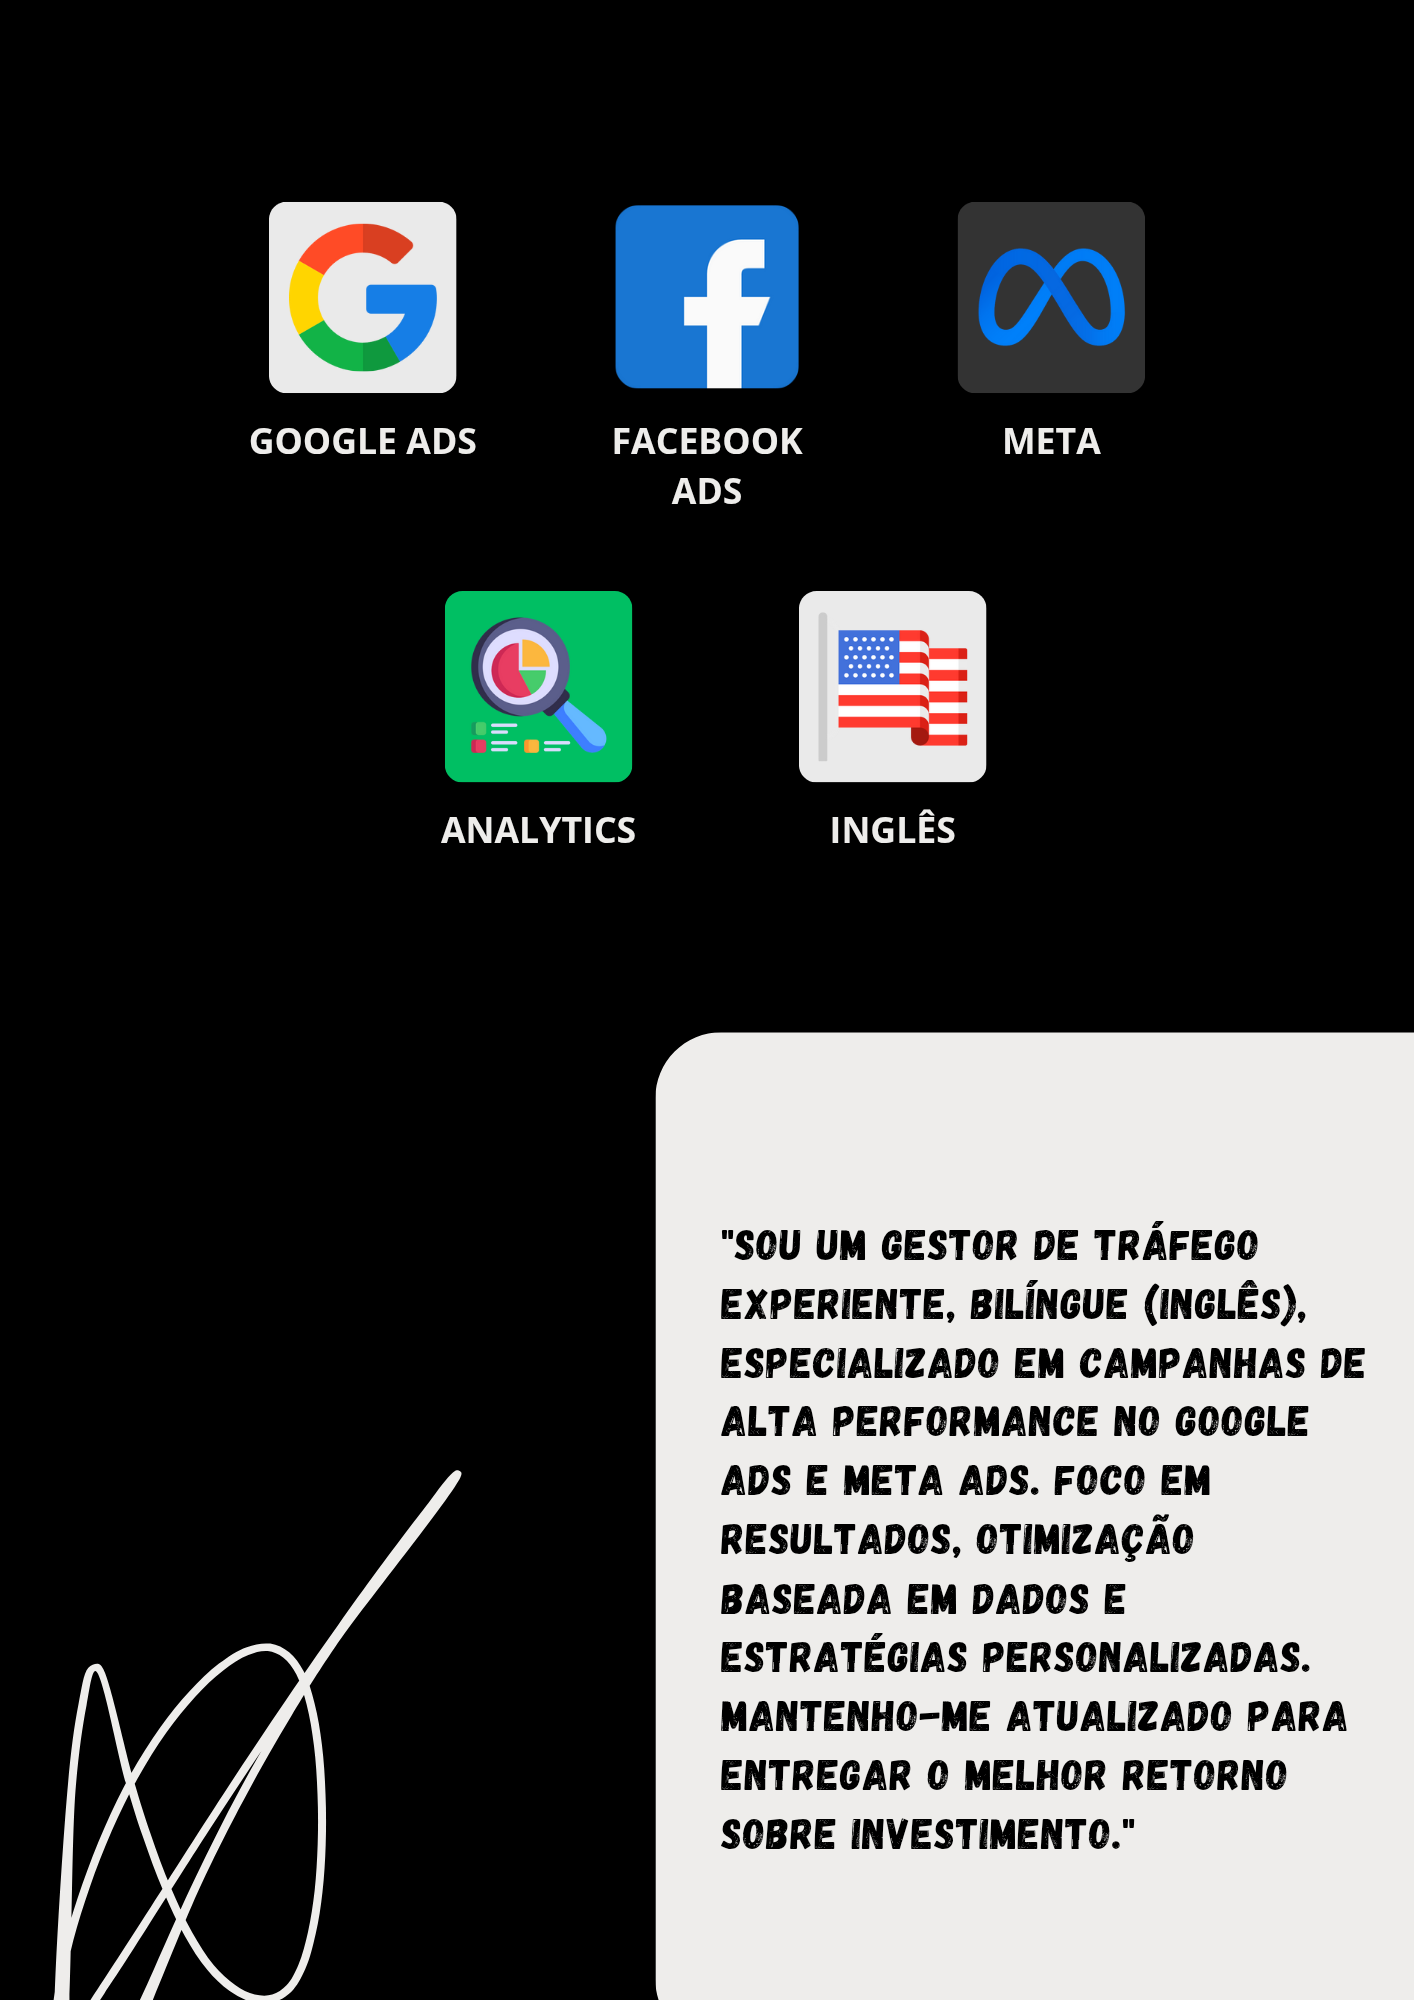 GOOGLE ADS
FACEBOOK
ADS
META
ANALYTICS
INGLÊS
"SOU UM GESTOR DE TRÁFEGO
EXPERIENTE, BILÍNGUE (INGLÊS),
ESPECIALIZADO EM CAMPANHAS DE
ALTA PERFORMANCE NO GOOGLE
ADS E META ADS. FOCO EM
RESULTADOS, OTIMIZAÇÃO
BASEADA EM DADOS E
ESTRATÉGIAS PERSONALIZADAS.
MANTENHO-ME ATUALIZADO PARA
ENTREGAR O MELHOR RETORNO
SOBRE INVESTIMENTO."